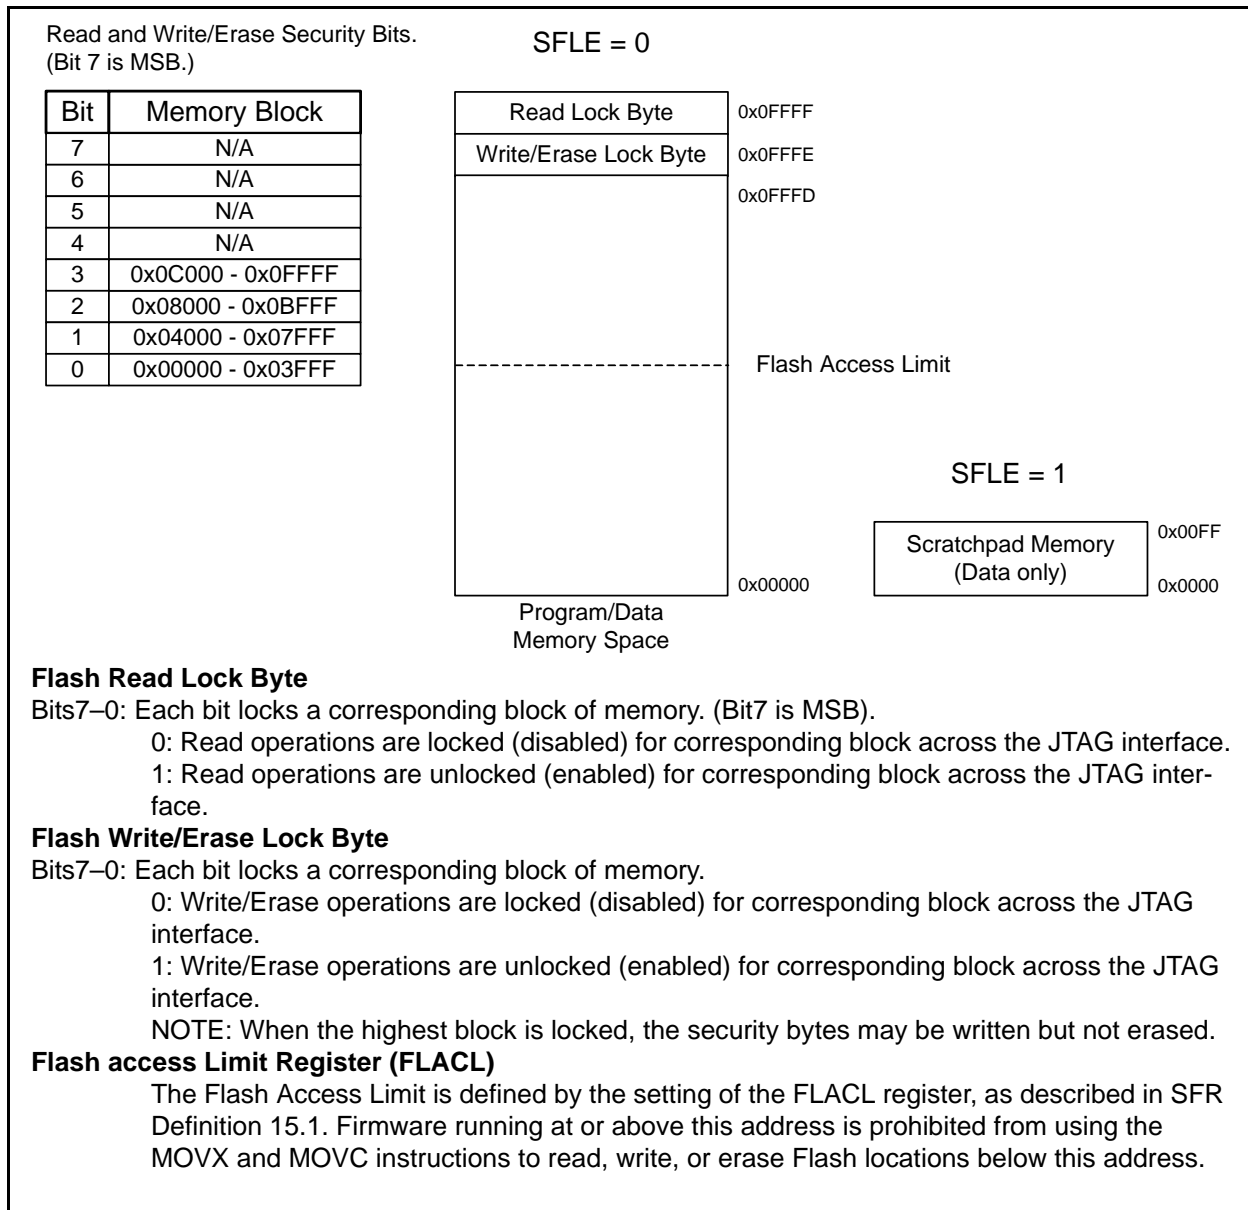 Read and Write/Erase Security Bits.
(Bit 7 is MSB.)
SFLE = 0
Bit Memory Block
7 N/A
6 N/A
5 N/A
4 N/A
3 0x0C000 - 0x0FFFF
2 0x08000 - 0x0BFFF
1 0x04000 - 0x07FFF
0 0x00000 - 0x03FFF
Read Lock Byte 0x0FFFF
Write/Erase Lock Byte 0x0FFFE
0x0FFFD
Flash Access Limit
0x00000
Program/Data
Memory Space
SFLE = 1
Scratchpad Memory
(Data only)
0x00FF
0x0000
Flash Read Lock Byte
Bits7–0: Each bit locks a corresponding block of memory. (Bit7 is MSB).
0: Read operations are locked (disabled) for corresponding block across the JTAG interface.
1: Read operations are unlocked (enabled) for corresponding block across the JTAG inter-
face.
Flash Write/Erase Lock Byte
Bits7–0: Each bit locks a corresponding block of memory.
0: Write/Erase operations are locked (disabled) for corresponding block across the JTAG
interface.
1: Write/Erase operations are unlocked (enabled) for corresponding block across the JTAG
interface.
NOTE: When the highest block is locked, the security bytes may be written but not erased.
Flash access Limit Register (FLACL)
The Flash Access Limit is defined by the setting of the FLACL register, as described in SFR
Definition 15.1. Firmware running at or above this address is prohibited from using the
MOVX and MOVC instructions to read, write, or erase Flash locations below this address.